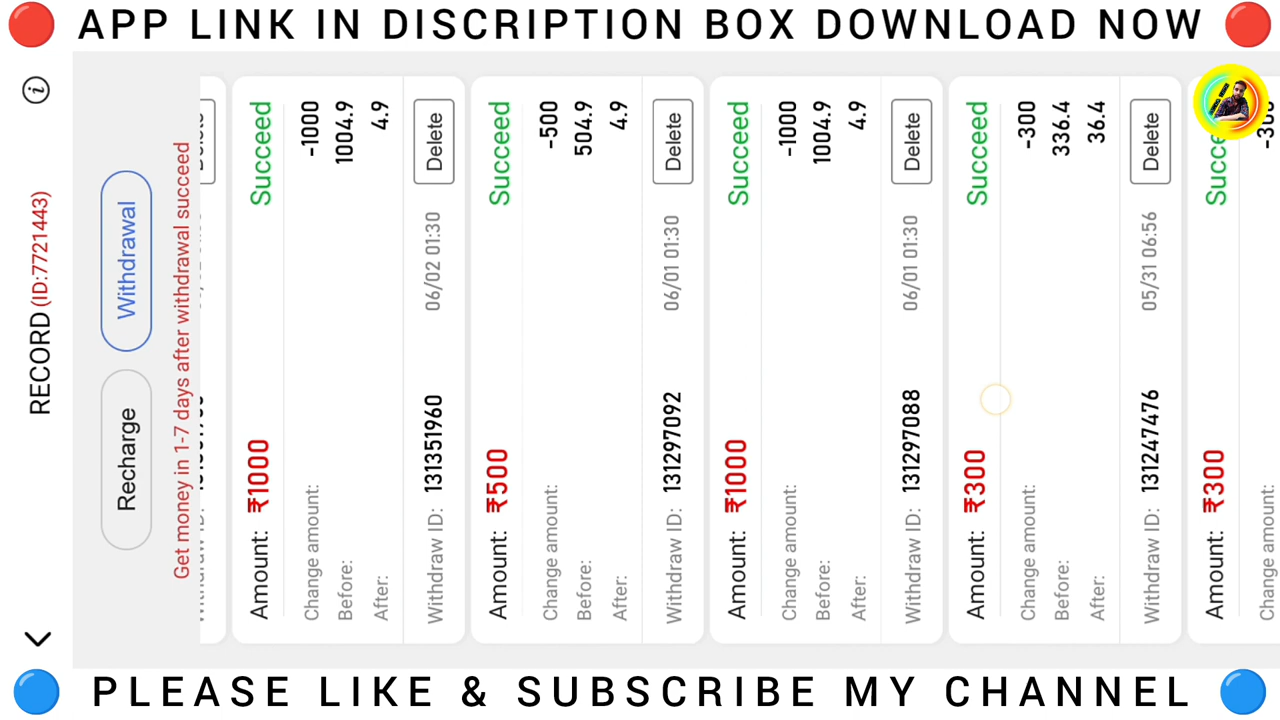 APP LINK IN DISCRIPTION BOX DOWNLOAD NOW
RECORD (ID:7721443)
Recharge
Withdrawal
Get money in 1-7 days after withdrawal succeed
Amount: ₹1000 Succeed
Change amount: -1000
Before: 1004.9
After: 4.9
Withdraw ID: 131351960 06/02 01:30 Delete
Amount: ₹500 Succeed
Change amount: -500
Before: 504.9
After: 4.9
Withdraw ID: 131297092 06/01 01:30 Delete
Amount: ₹1000 Succeed
Change amount: -1000
Before: 1004.9
After: 4.9
Withdraw ID: 131297088 06/01 01:30 Delete
Amount: ₹300 Succeed
Change amount: -300
Before: 336.4
After: 36.4
Withdraw ID: 131247476 05/31 06:56 Delete
Amount: ₹300 Succe
Change amount: -300
PLEASE LIKE & SUBSCRIBE MY CHANNEL